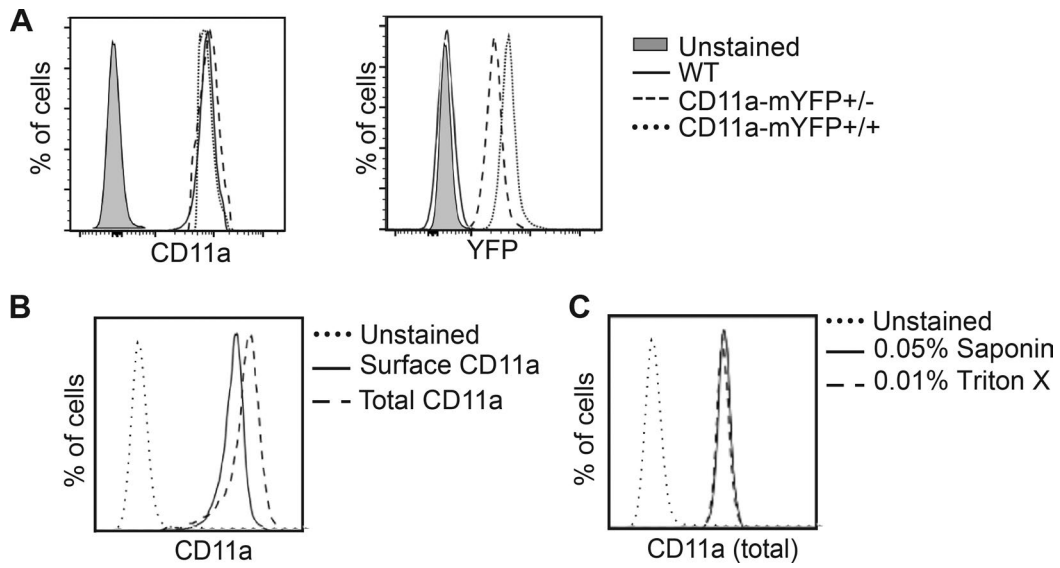 A
% of cells
CD11a
% of cells
YFP
Unstained
WT
CD11a-mYFP+/-
CD11a-mYFP+/+
B
% of cells
CD11a
Unstained
Surface CD11a
Total CD11a
C
% of cells
CD11a (total)
Unstained
0.05% Saponin
0.01% Triton X